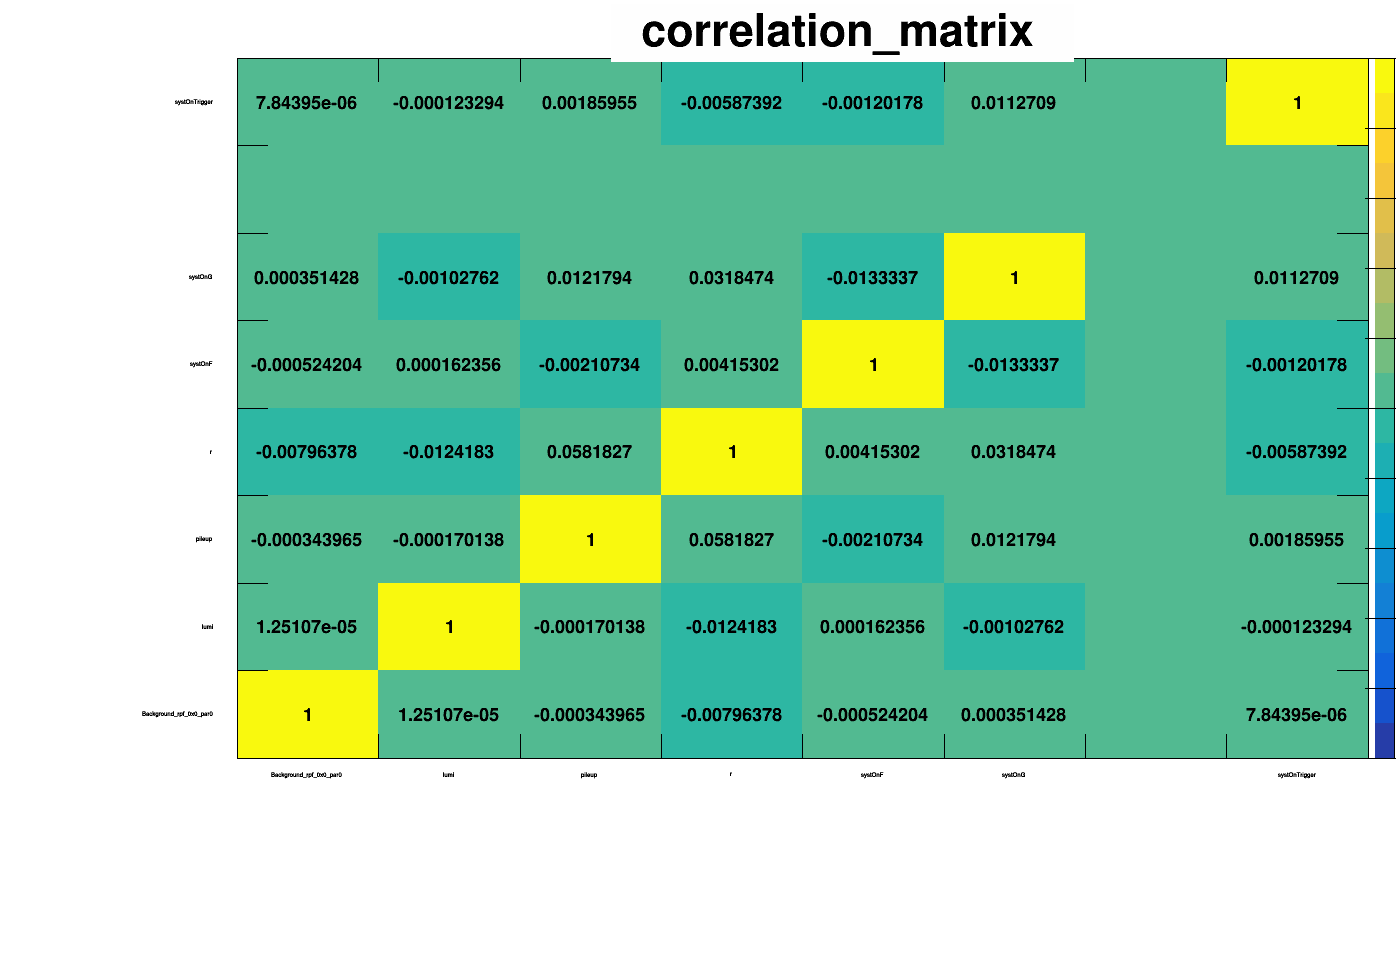 correlation_matrix
systOnTrigger 7.84395e-06 -0.000123294 0.00185955 -0.00587392 -0.00120178 0.0112709 1
systOnG 0.000351428 -0.00102762 0.0121794 0.0318474 -0.0133337 1 0.0112709
systOnF -0.000524204 0.000162356 -0.00210734 0.00415302 1 -0.0133337 -0.00120178
r -0.00796378 -0.0124183 0.0581827 1 0.00415302 0.0318474 -0.00587392
pileup -0.000343965 -0.000170138 1 0.0581827 -0.00210734 0.0121794 0.00185955
lumi 1.25107e-05 1 -0.000170138 -0.0124183 0.000162356 -0.00102762 -0.000123294
Background_rpf_0x0_par0 1 1.25107e-05 -0.000343965 -0.00796378 -0.000524204 0.000351428 7.84395e-06
Background_rpf_0x0_par0 lumi pileup r systOnF systOnG systOnTrigger